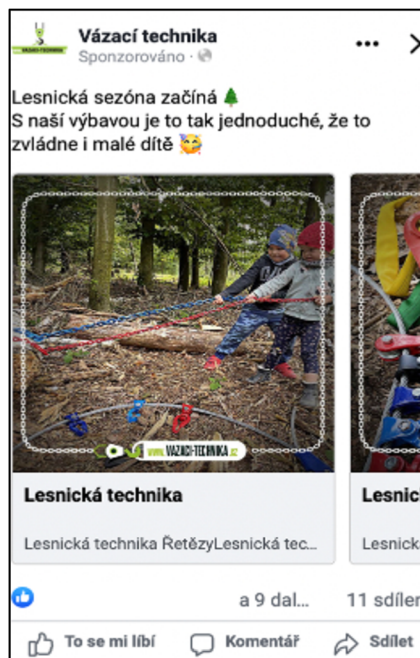 Vázací technika
Sponzorováno ·
Lesnická sezóna začíná 🌲
S naší výbavou je to tak jednoduché, že to
zvládne i malé dítě 🥳
www.VAZACI-TECHNIKA.cz
Lesnická technika
Lesnická technika ŘetězyLesnická tec...
Lesnic
Lesnick
a 9 dal...
11 sdílen
To se mi líbí
Komentář
Sdílet